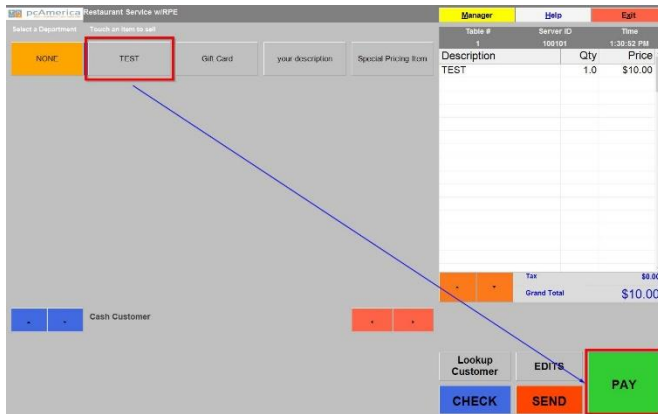 pcAmerica Restaurant Service w/RPE
Manager Help Exit
Select a Department Touch an Item to sell
Table # Server ID Time
1 100101 1:30:52 PM
NONE TEST Gift Card your description Special Pricing Item
Description Qty Price
TEST 1.0 $10.00
Tax $0.00
Grand Total $10.00
Cash Customer
Lookup Customer EDITS
PAY
CHECK SEND